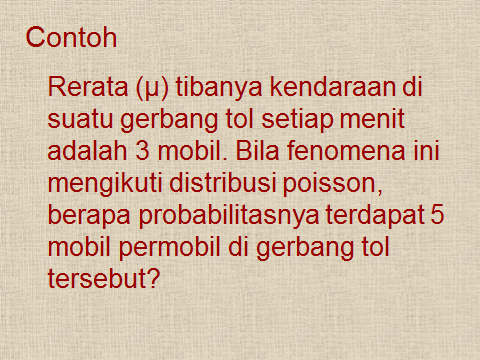 Contoh
Rerata (μ) tibanya kendaraan di
suatu gerbang tol setiap menit
adalah 3 mobil. Bila fenomena ini
mengikuti distribusi poisson,
berapa probabilitasnya terdapat 5
mobil permobil di gerbang tol
tersebut?